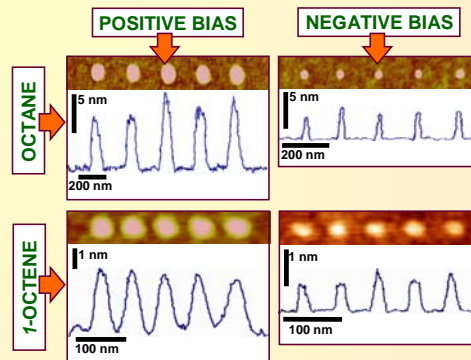 POSITIVE BIAS
NEGATIVE BIAS
OCTANE
5 nm
200 nm
5 nm
200 nm
1-OCTENE
1 nm
100 nm
1 nm
100 nm